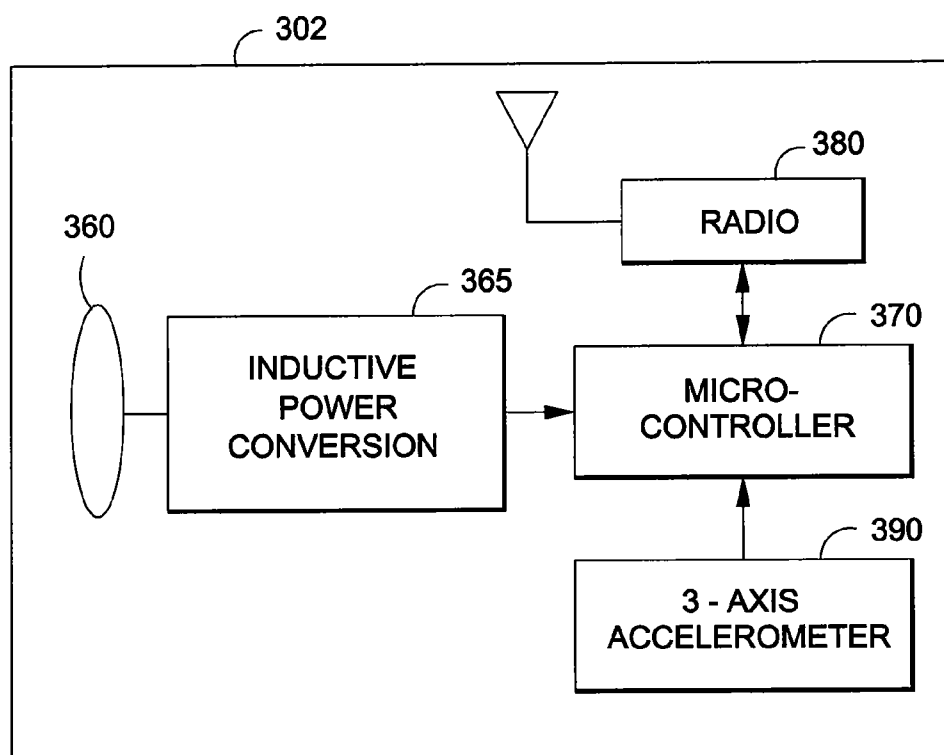 302
380
RADIO
360
365
INDUCTIVE
POWER
CONVERSION
370
MICRO-
CONTROLLER
390
3 - AXIS
ACCELEROMETER